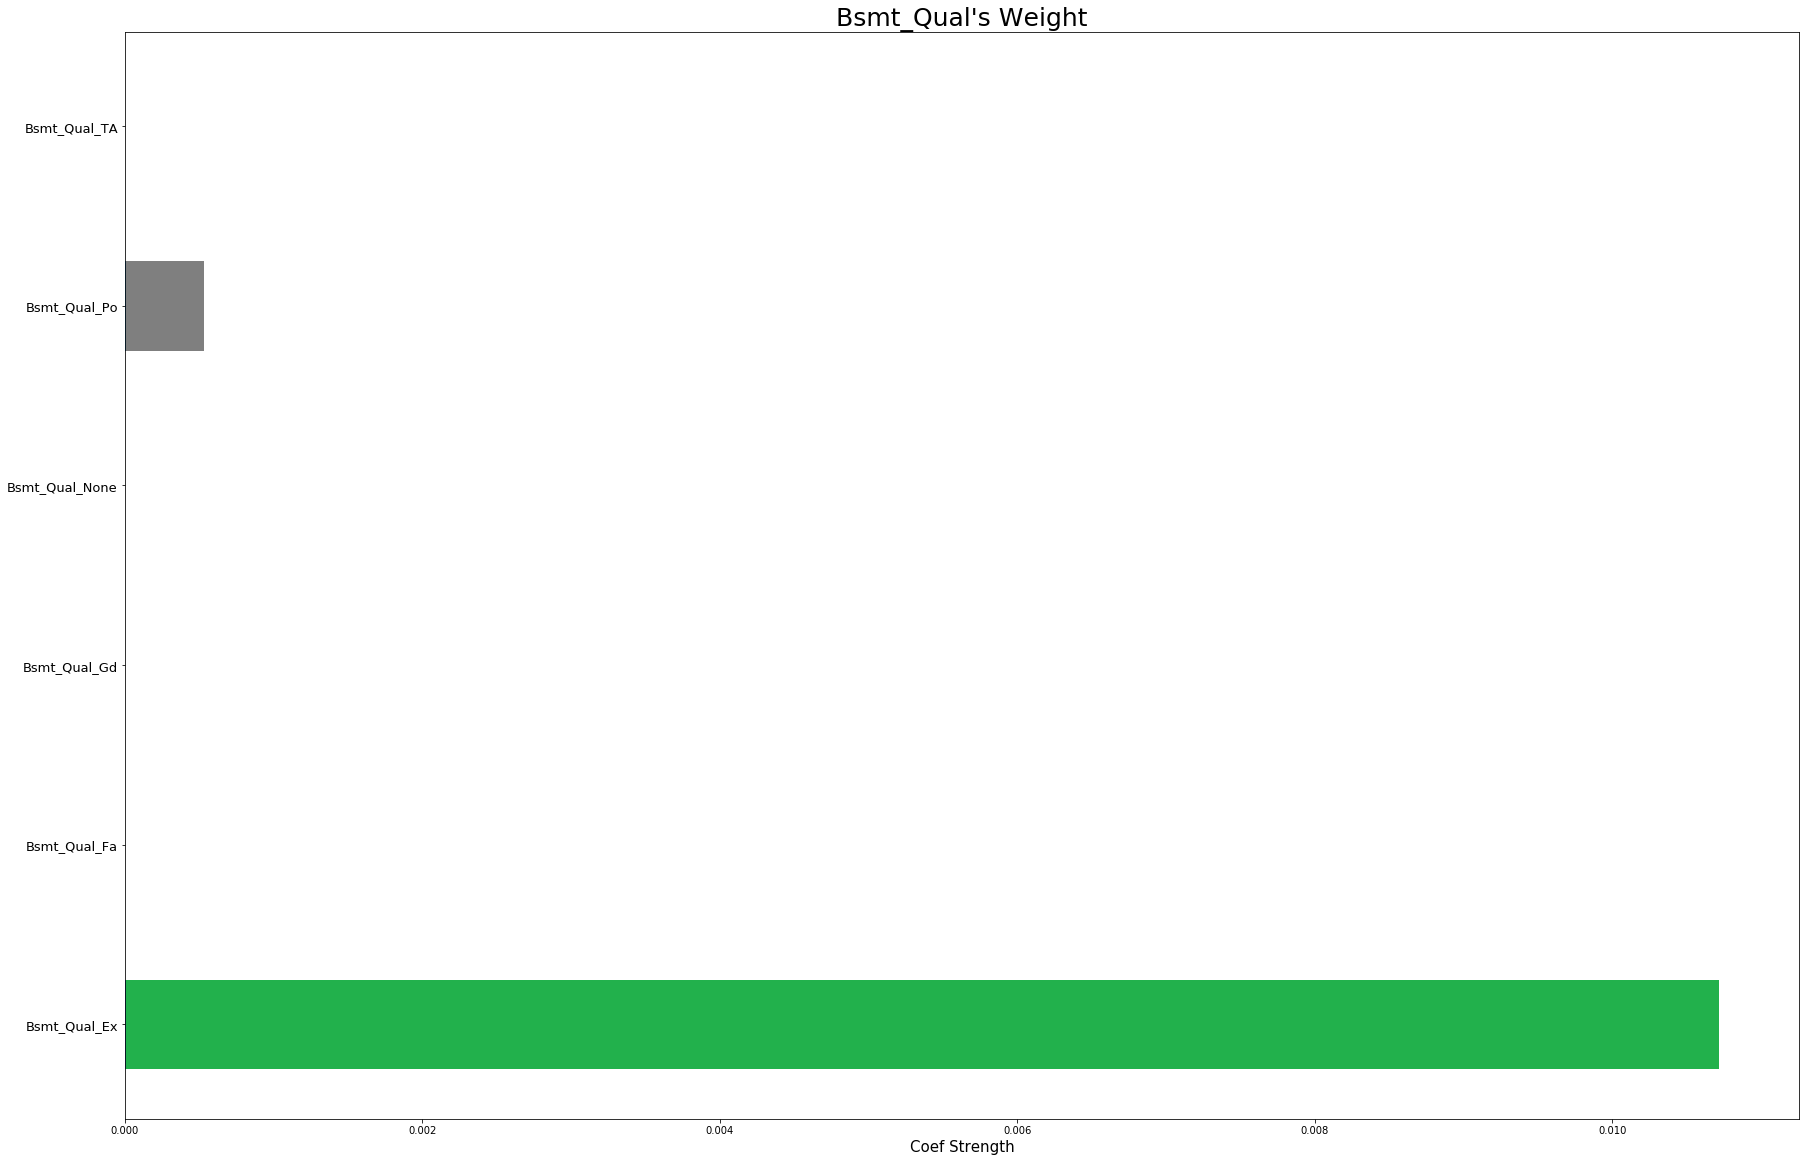 Bsmt_Qual's Weight
Bsmt_Qual_TA
Bsmt_Qual_Po
Bsmt_Qual_None
Bsmt_Qual_Gd
Bsmt_Qual_Fa
Bsmt_Qual_Ex
0.000 0.002 0.004 0.006 0.008 0.010
Coef Strength